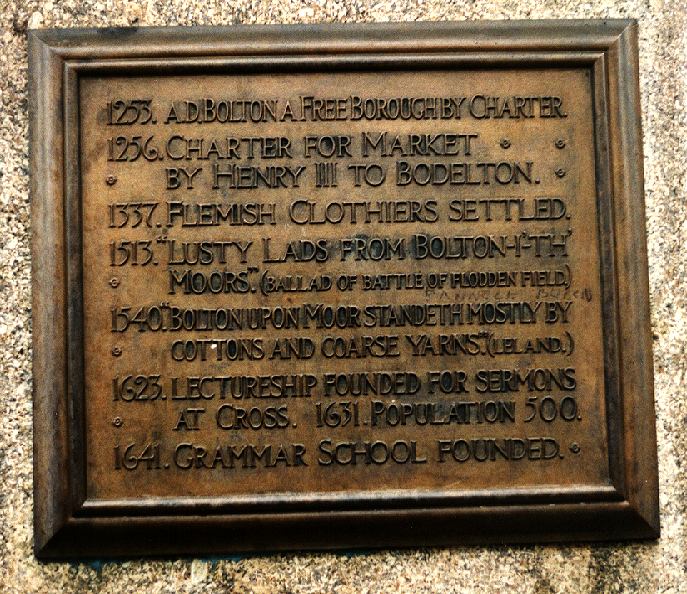 1253. A.D. BOLTON A FREE BOROUGH BY CHARTER.
1256. CHARTER FOR MARKET
BY HENRY III TO BODELTON.
1337. FLEMISH CLOTHIERS SETTLED.
1513. "LUSTY LADS FROM BOLTON-I'-TH'
MOORS." (BALLAD OF BATTLE OF FLODDEN FIELD)
1540. "BOLTON UPON MOOR STANDETH MOSTLY BY
COTTONS AND COARSE YARNS." (LELAND.)
1623. LECTURESHIP FOUNDED FOR SERMONS
AT CROSS. 1631. POPULATION 500.
1641. GRAMMAR SCHOOL FOUNDED.